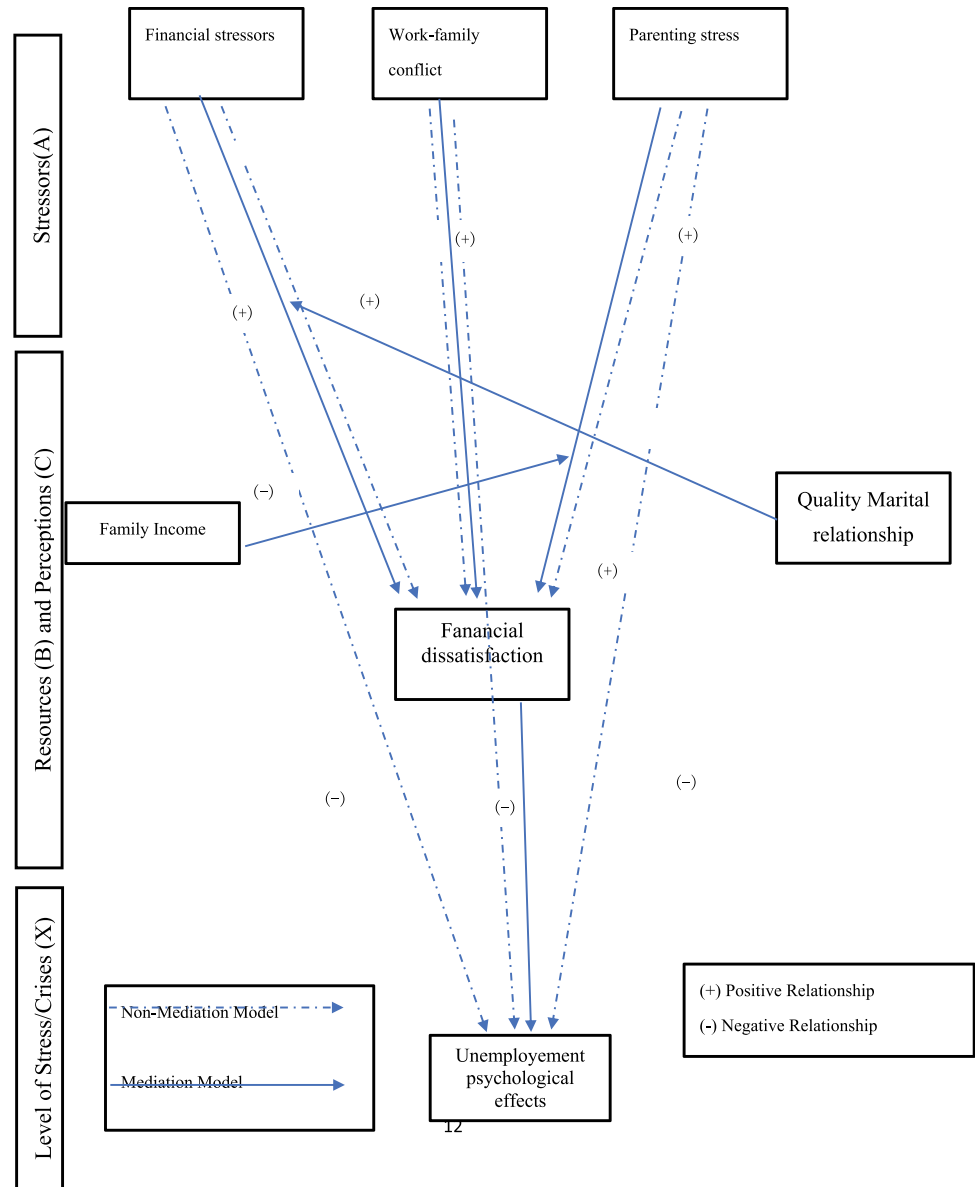 Financial stressors
Work-family
conflict
Parenting stress
Stressors(A)
(+)
(+)
(+)
(+)
Resources (B) and Perceptions (C)
(–)
Family Income
Quality Marital
relationship
(+)
Fanancial
dissatisfaction
(–)
(–)
(–)
Level of Stress/Crises (X)
Non-Mediation Model
Mediation Model
(+) Positive Relationship
(-) Negative Relationship
Unemployement
psychological
effects
12